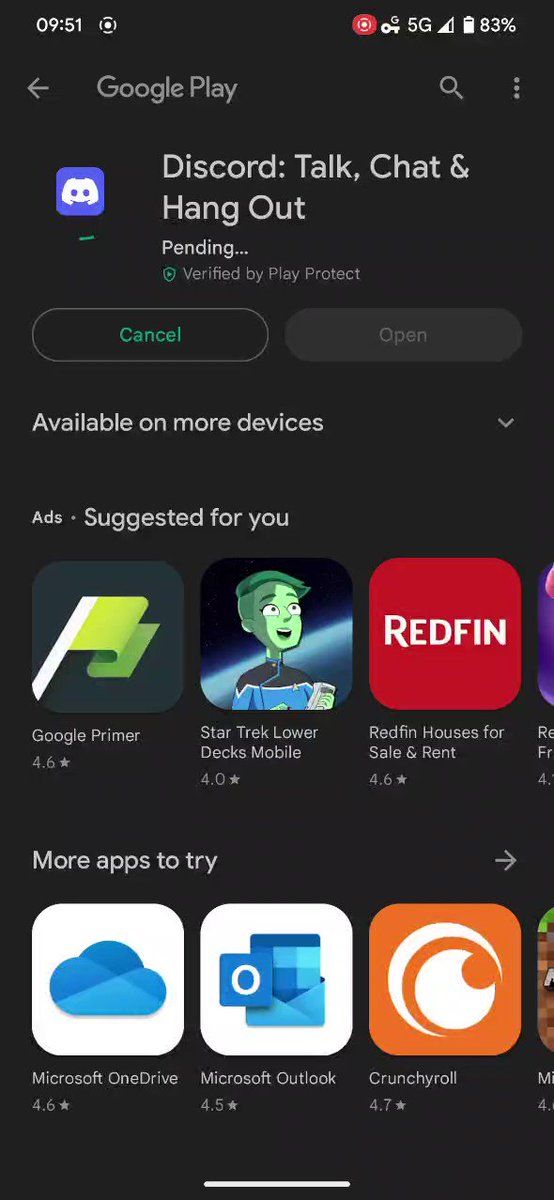 09:51
G 5G 83%
Google Play
Discord: Talk, Chat &
Hang Out
Pending...
Verified by Play Protect
Cancel
Open
Available on more devices
Ads • Suggested for you
REDFIN
Google Primer
4.6 ★
Star Trek Lower
Decks Mobile
4.0 ★
Redfin Houses for
Sale & Rent
4.6 ★
Re
Fr
4.
More apps to try
O
Microsoft OneDrive
4.6 ★
Microsoft Outlook
4.5 ★
Crunchyroll
4.7 ★
Mi
4.